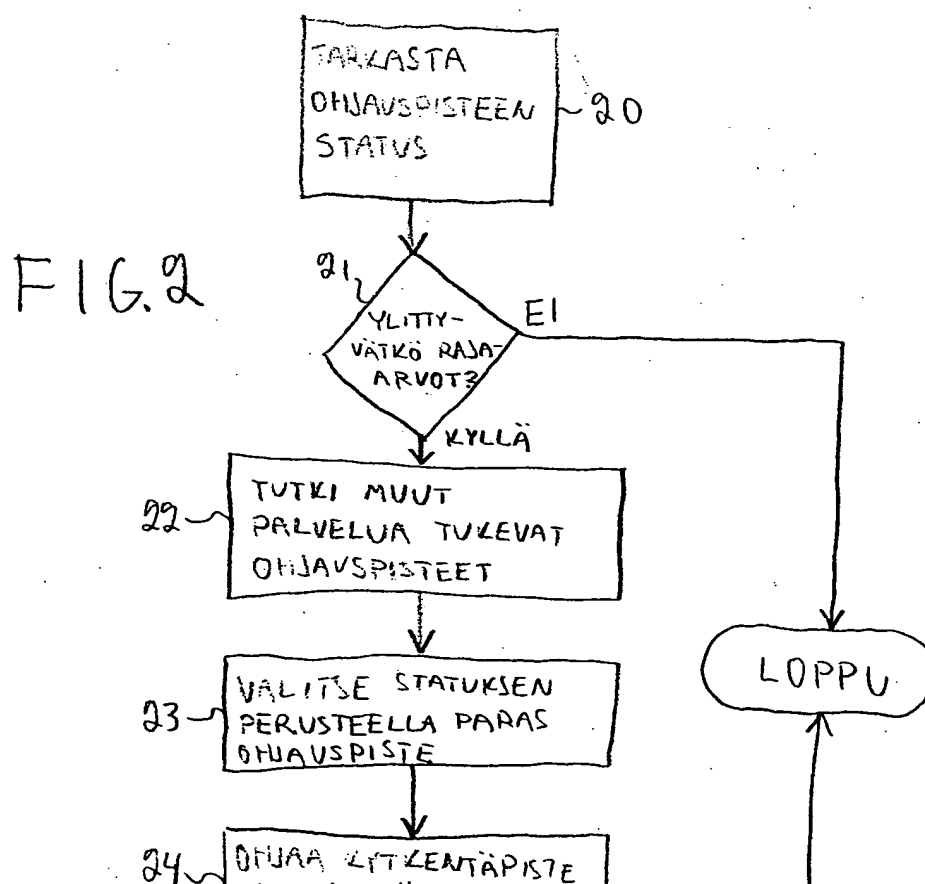 TARKASTA
OHJAUSPISTEEN
STATUS
20
FIG.2
21
YLITTY-
VÄTKÖ RAJA-
ARVOT?
EI
KYLLÄ
22
TUTKI MUUT
PALVELUA TUKEVAT
OHJAUSPISTEET
23
VALITSE STATUKSEN
PERUSTEELLA PARAS
OHJAUSPISTE
LOPPU
24
OHJAA KYTKENTÄPISTE